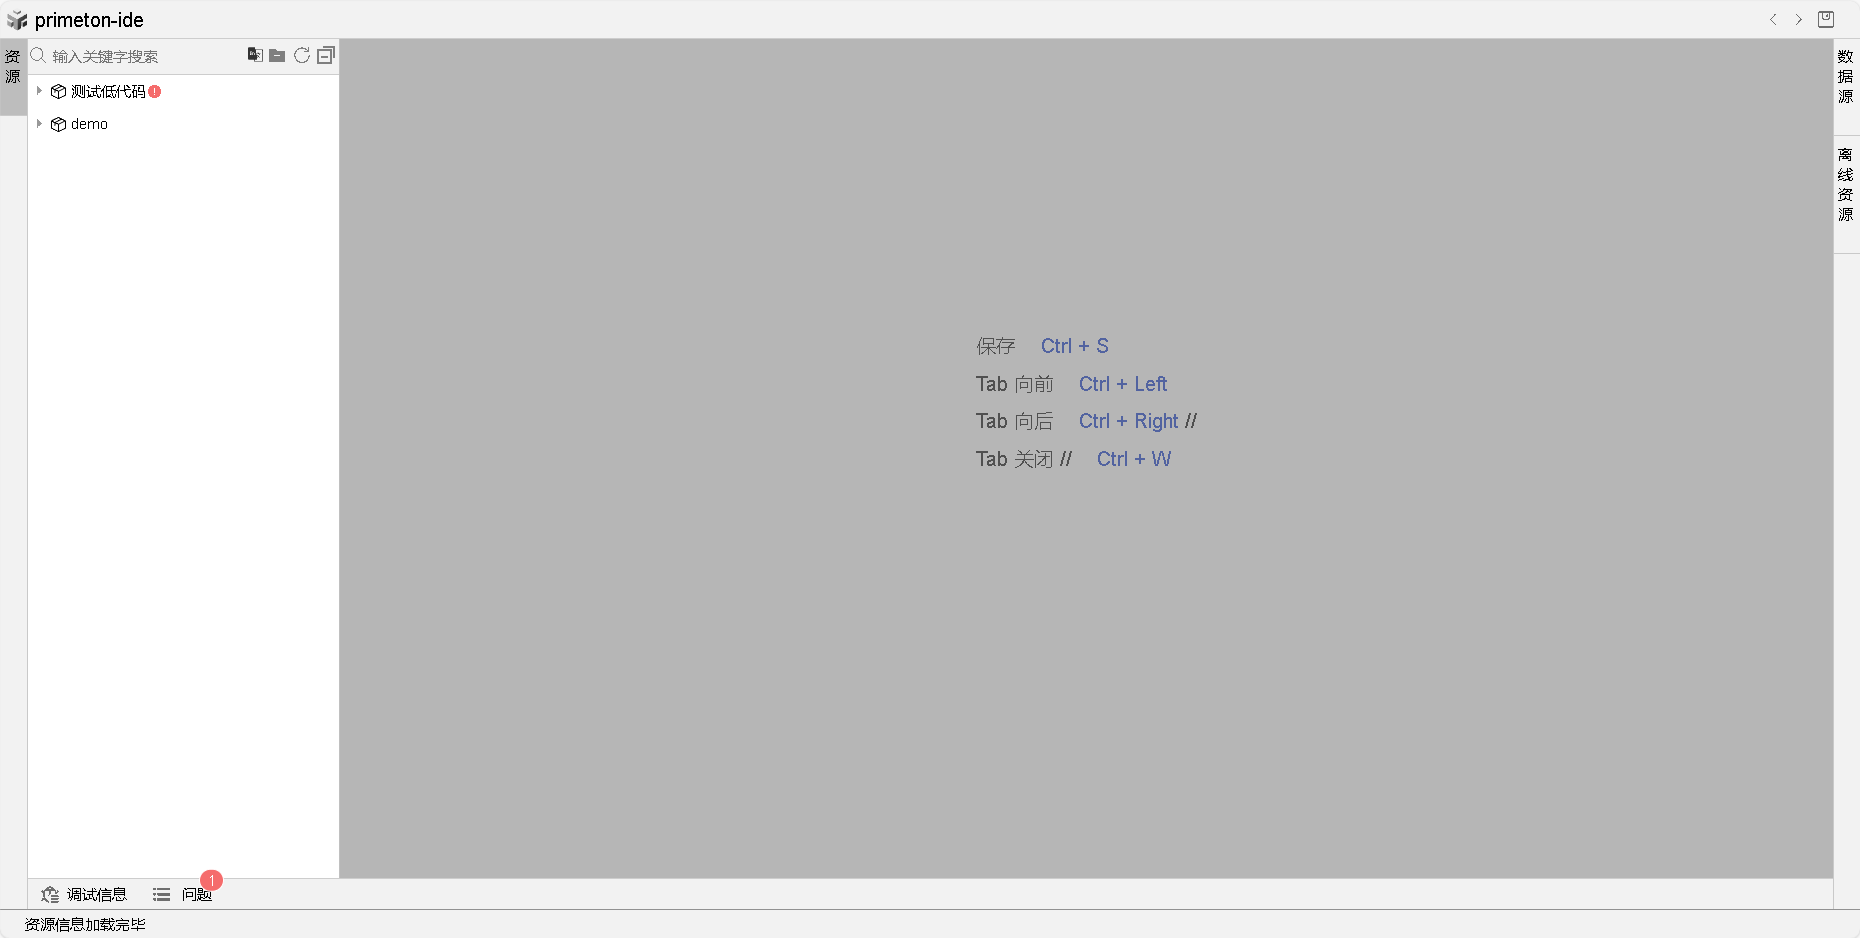 primeton-ide
资源
输入关键字搜索
测试低代码
demo
保存 Ctrl + S
Tab 向前 Ctrl + Left
Tab 向后 Ctrl + Right //
Tab 关闭 // Ctrl + W
数据源
离线资源
调试信息
问题
1
资源信息加载完毕